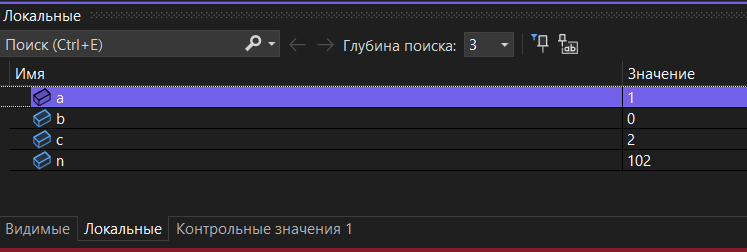 Локальные
Поиск (Ctrl+E) Глубина поиска: 3
Имя Значение
a 1
b 0
c 2
n 102
Видимые Локальные Контрольные значения 1